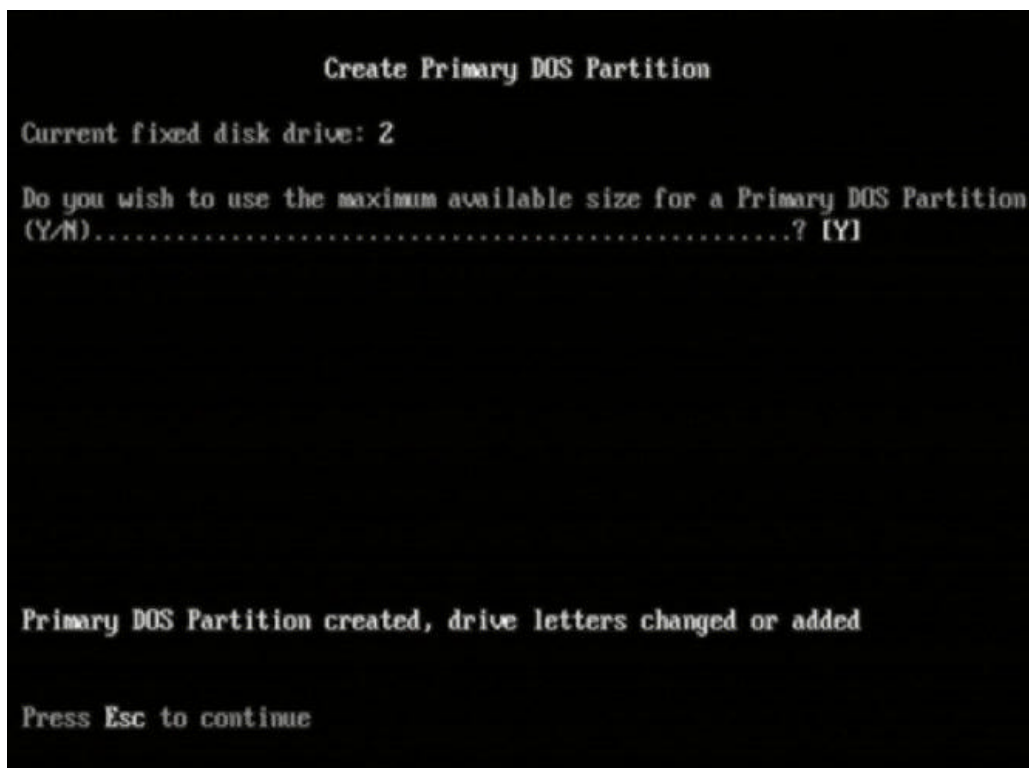 Create Primary DOS Partition
Current fixed disk drive: 2
Do you wish to use the maximum available size for a Primary DOS Partition
(Y/N)...................................................? [Y]
Primary DOS Partition created, drive letters changed or added
Press Esc to continue